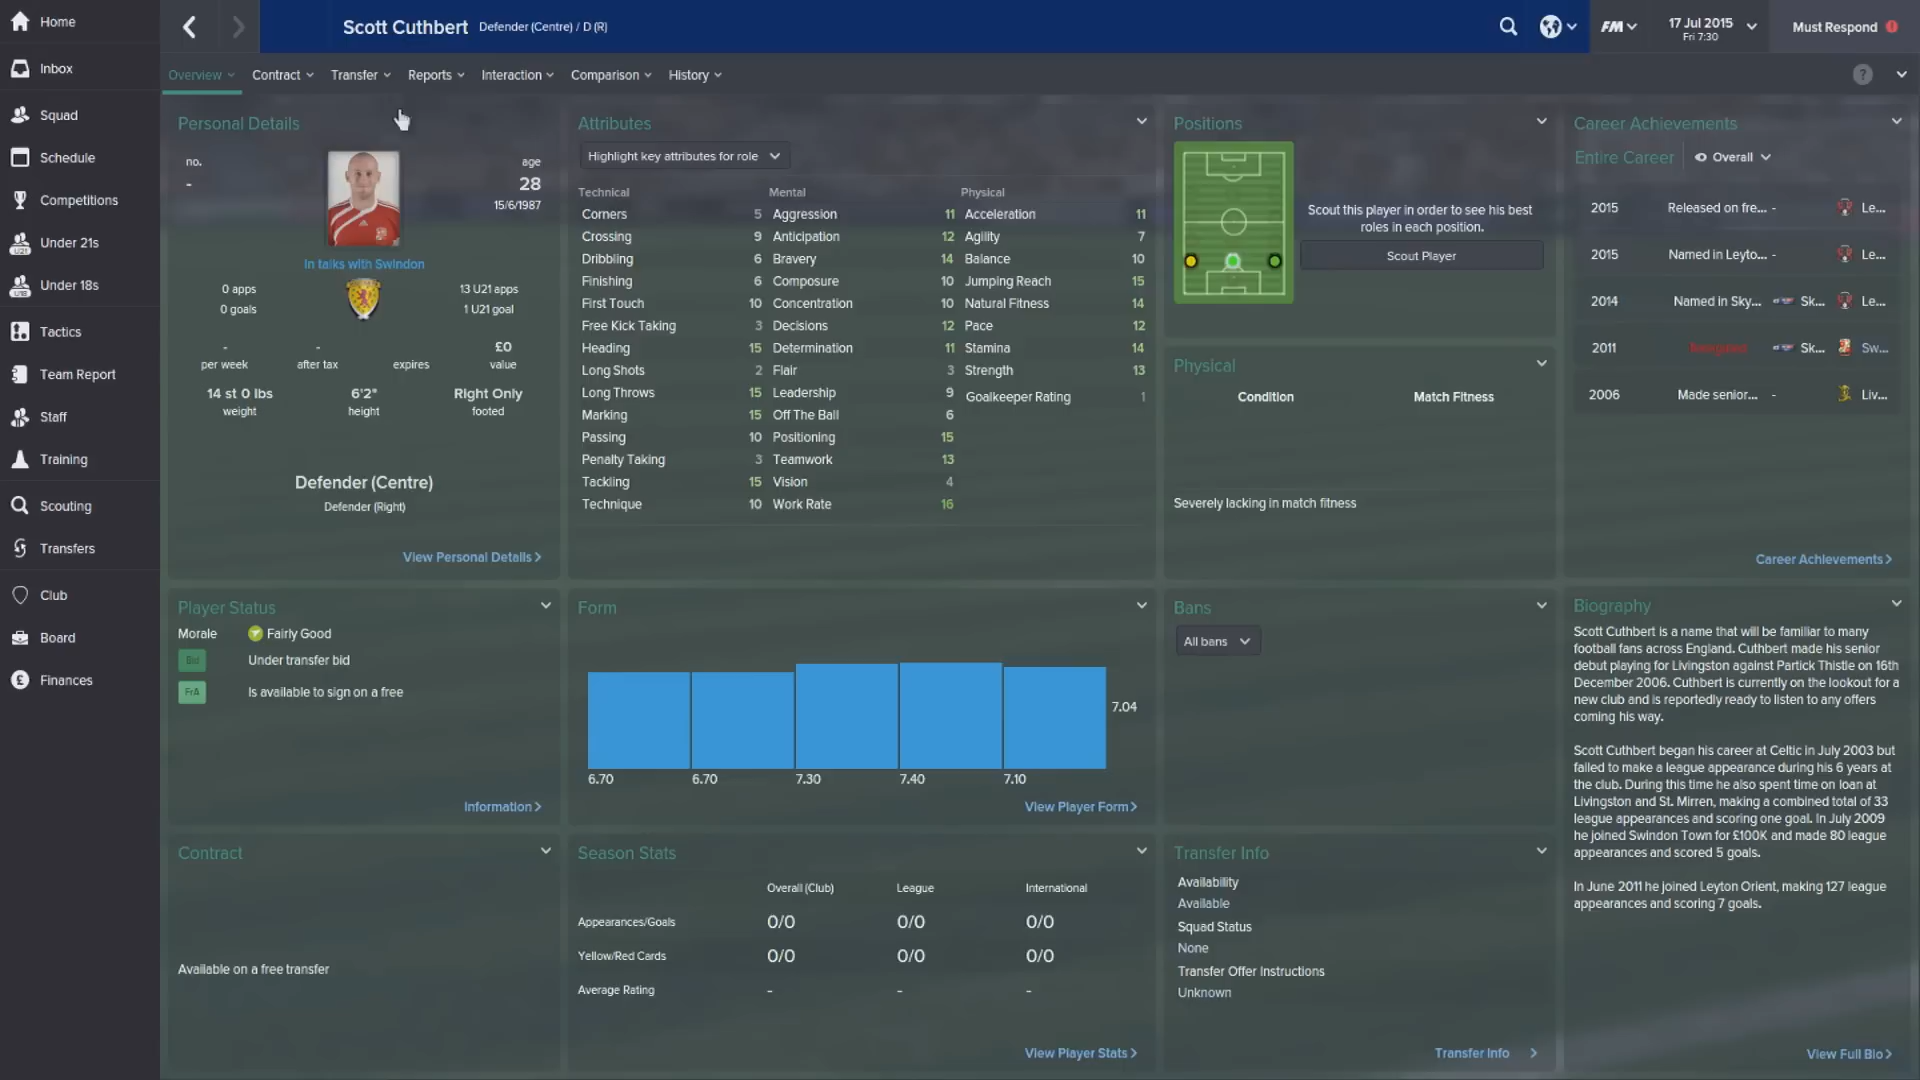 Home
Inbox
Squad
Schedule
Competitions
Under 21s
Under 18s
Tactics
Team Report
Staff
Training
Scouting
Transfers
Club
Board
Finances
Scott Cuthbert Defender (Centre) / D (R)
FM
17 Jul 2015
Fri 7:30
Must Respond
Overview Contract Transfer Reports Interaction Comparison History
?
Personal Details
no.
-
age
28
15/6/1987
In talks with Swindon
0 apps
0 goals
13 U21 apps
1 U21 goal
- - £0
per week after tax expires value
14 st 0 lbs 6'2" Right Only
weight height footed
Defender (Centre)
Defender (Right)
View Personal Details >
Attributes
Highlight key attributes for role
Technical Mental Physical
Corners 5 Aggression 11 Acceleration 11
Crossing 9 Anticipation 12 Agility 7
Dribbling 6 Bravery 14 Balance 10
Finishing 6 Composure 10 Jumping Reach 15
First Touch 10 Concentration 10 Natural Fitness 14
Free Kick Taking 3 Decisions 12 Pace 12
Heading 15 Determination 11 Stamina 14
Long Shots 2 Flair 3 Strength 13
Long Throws 15 Leadership 9 Goalkeeper Rating 1
Marking 15 Off The Ball 6
Passing 10 Positioning 15
Penalty Taking 3 Teamwork 13
Tackling 15 Vision 4
Technique 10 Work Rate 16
Positions
Scout this player in order to see his best
roles in each position.
Scout Player
Physical
Condition Match Fitness
Severely lacking in match fitness
Career Achievements
Entire Career Overall
2015 Released on fre... - Le...
2015 Named in Leyto... - Le...
2014 Named in Sky... Sk... Le...
2011 Sk... Sw...
2006 Made senior... - Liv...
Career Achievements >
Player Status
Morale Fairly Good
Bid Under transfer bid
FrA Is available to sign on a free
Information >
Form
7.04
6.70 6.70 7.30 7.40 7.10
View Player Form >
Bans
All bans
Biography
Scott Cuthbert is a name that will be familiar to many
football fans across England. Cuthbert made his senior
debut playing for Livingston against Partick Thistle on 16th
December 2006. Cuthbert is currently on the lookout for a
new club and is reportedly ready to listen to any offers
coming his way.
Scott Cuthbert began his career at Celtic in July 2003 but
failed to make a league appearance during his 6 years at
the club. During this time he also spent time on loan at
Livingston and St. Mirren, making a combined total of 33
league appearances and scoring one goal. In July 2009
he joined Swindon Town for £100K and made 80 league
appearances and scored 5 goals.
In June 2011 he joined Leyton Orient, making 127 league
appearances and scoring 7 goals.
View Full Bio >
Contract
Available on a free transfer
Season Stats
Overall (Club) League International
Appearances/Goals 0/0 0/0 0/0
Yellow/Red Cards 0/0 0/0 0/0
Average Rating - - -
View Player Stats >
Transfer Info
Availability
Available
Squad Status
None
Transfer Offer Instructions
Unknown
Transfer Info >